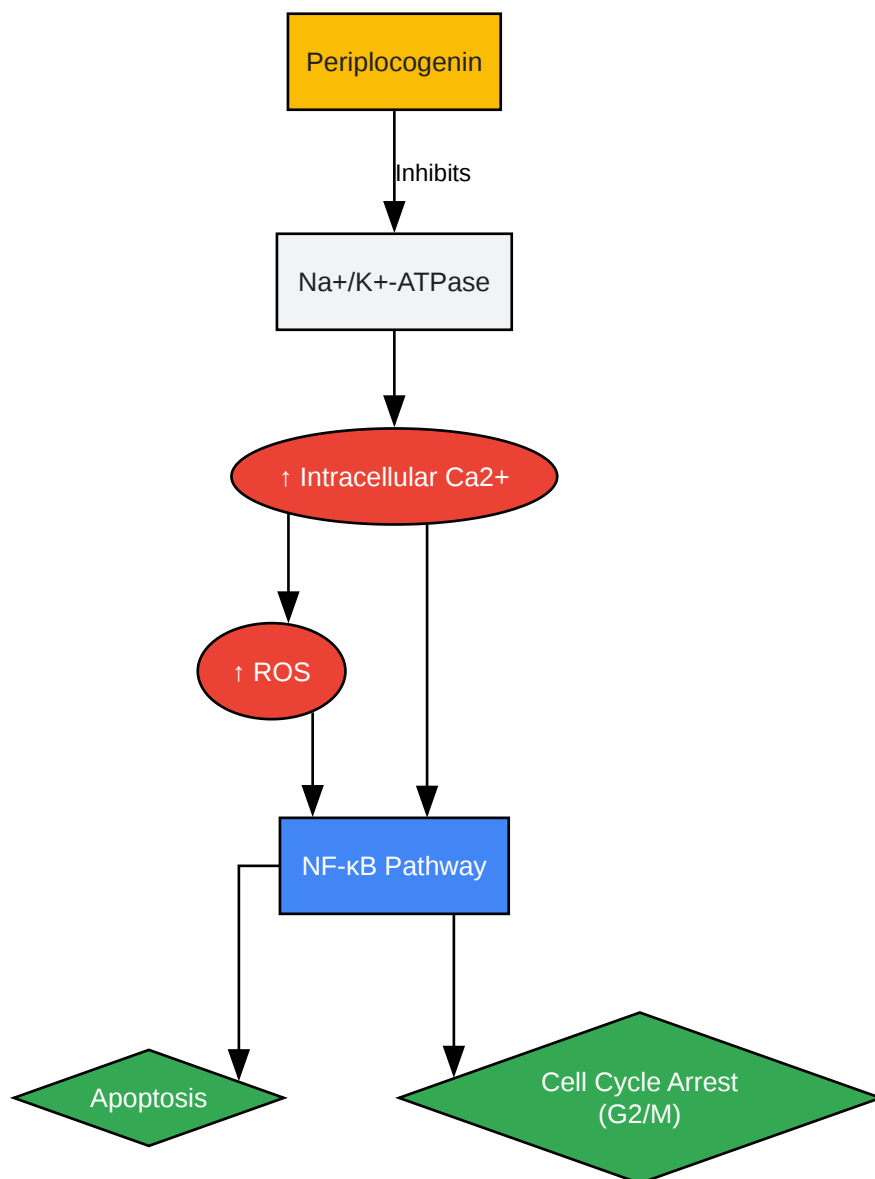 Periplocogenin
Inhibits
Na+/K+-ATPase
↑ Intracellular Ca2+
↑ ROS
NF-κB Pathway
Apoptosis
Cell Cycle Arrest
(G2/M)